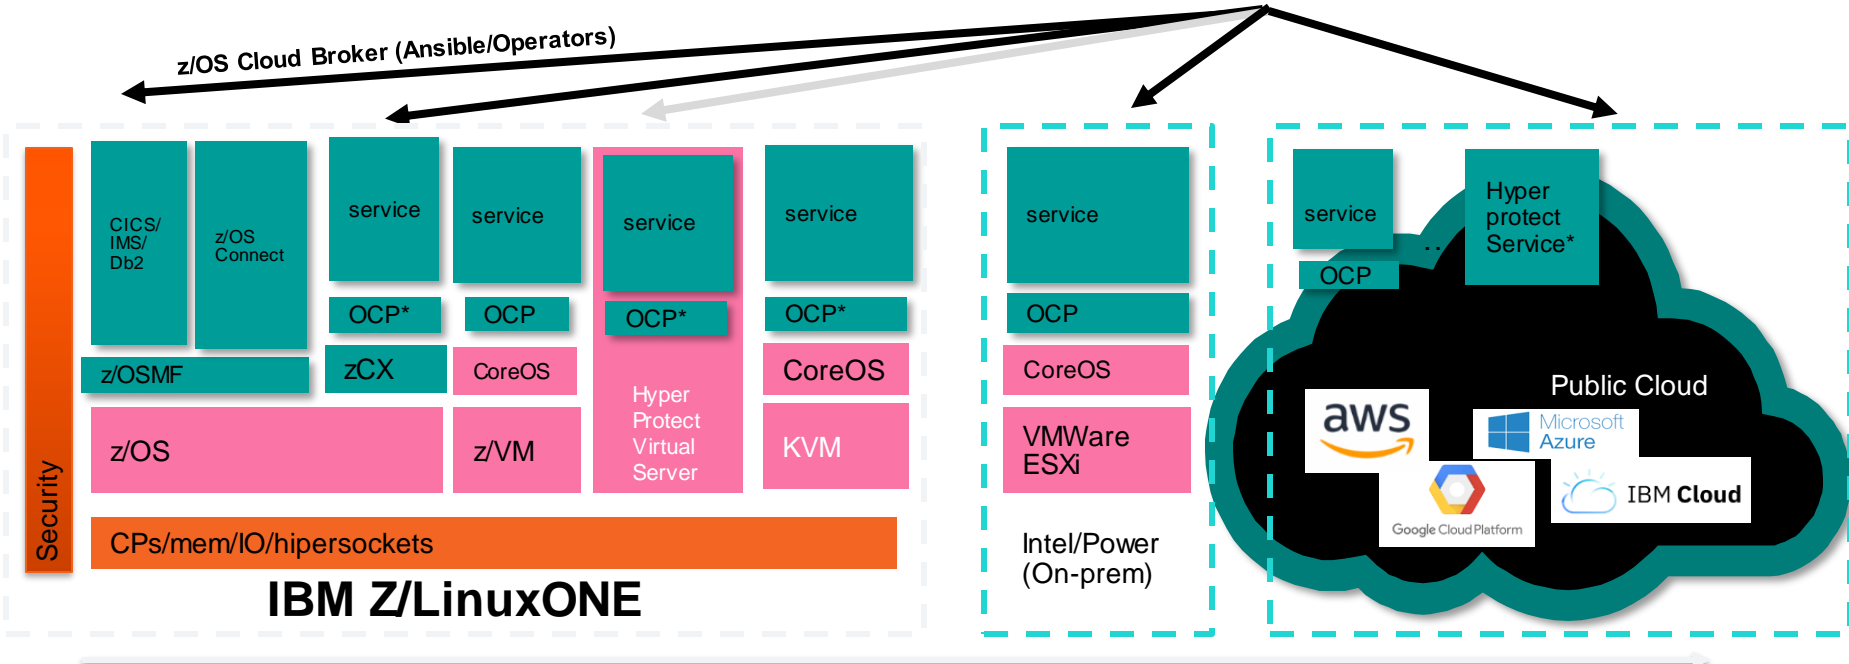 z/OS Cloud Broker (Ansible/Operators)
Security
CICS/
IMS/
Db2
z/OS
Connect
z/OSMF
z/OS
service
OCP*
zCX
service
OCP
CoreOS
z/VM
service
OCP*
Hyper
Protect
Virtual
Server
service
OCP*
CoreOS
KVM
CPs/mem/IO/hipersockets
IBM Z/LinuxONE
service
OCP
CoreOS
VMWare
ESXi
Intel/Power
(On-prem)
service
OCP
..
Hyper
protect
Service*
Public Cloud
aws
Microsoft
Azure
Google Cloud Platform
IBM Cloud